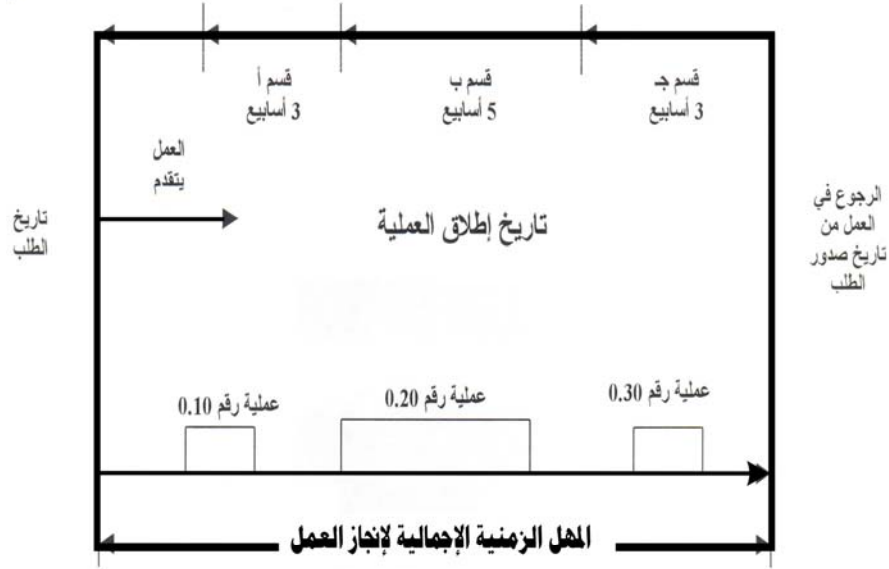 قسم أ
3 أسابيع
قسم ب
5 أسابيع
قسم جـ
3 أسابيع
العمل
يتقدم
تاريخ
الطلب
تاريخ إطلاق العملية
الرجوع في
العمل من
تاريخ صدور
الطلب
عملية رقم 0.10
عملية رقم 0.20
عملية رقم 0.30
المهل الزمنية الإجمالية لإنجاز العمل